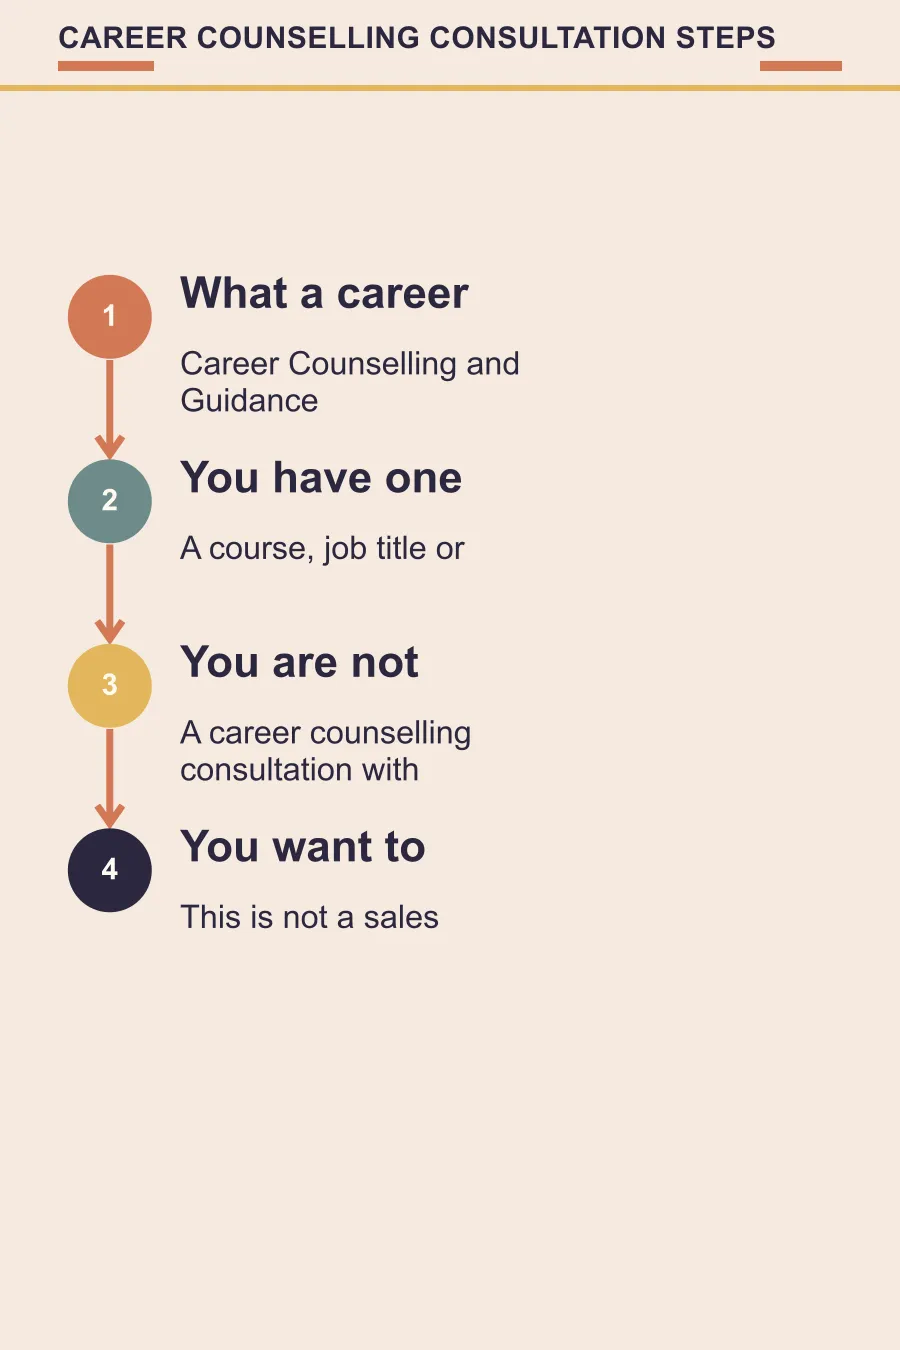 CAREER COUNSELLING CONSULTATION STEPS
1
What a career
Career Counselling and
Guidance
2
You have one
A course, job title or
3
You are not
A career counselling
consultation with
4
You want to
This is not a sales